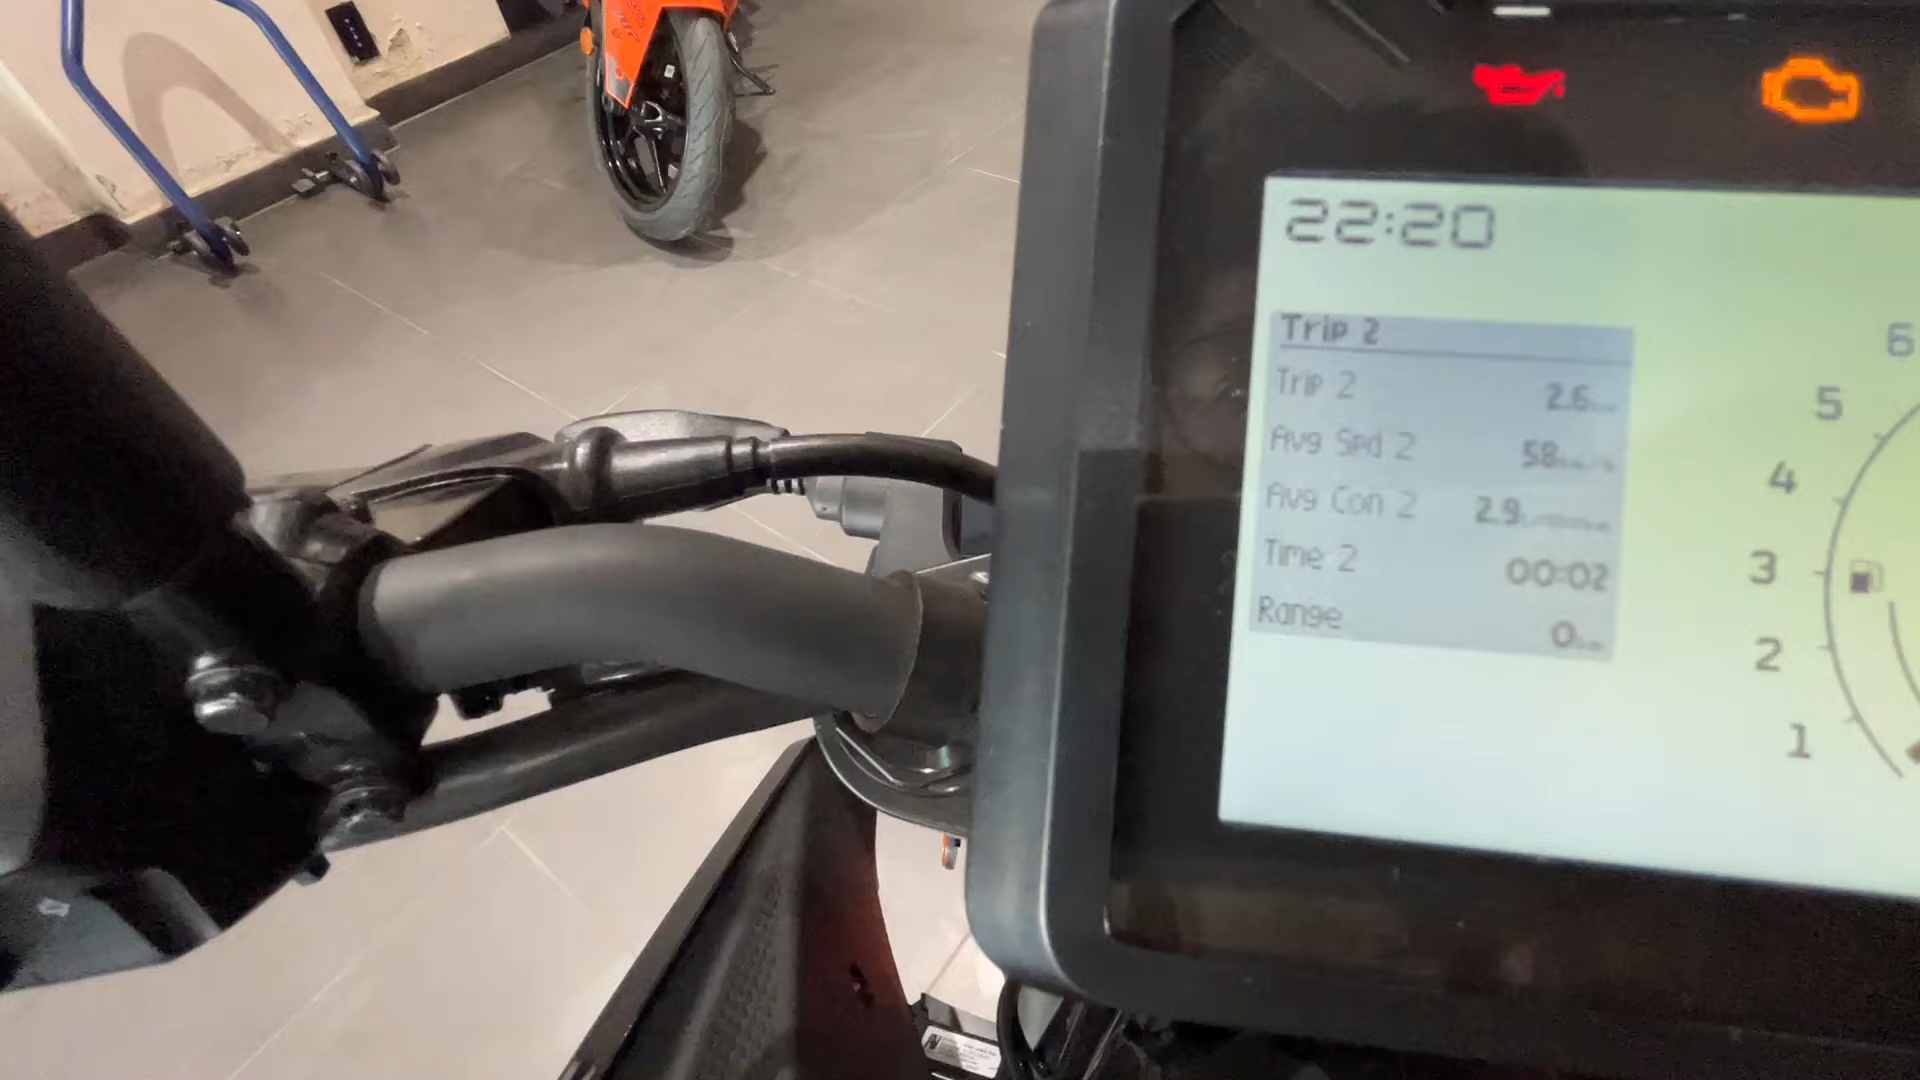 22:20
Trip 2
Trip 2 2.6
Avg Spd 2 58
Avg Con 2 2.9
Time 2 00:02
Range 0
6
5
4
3
2
1